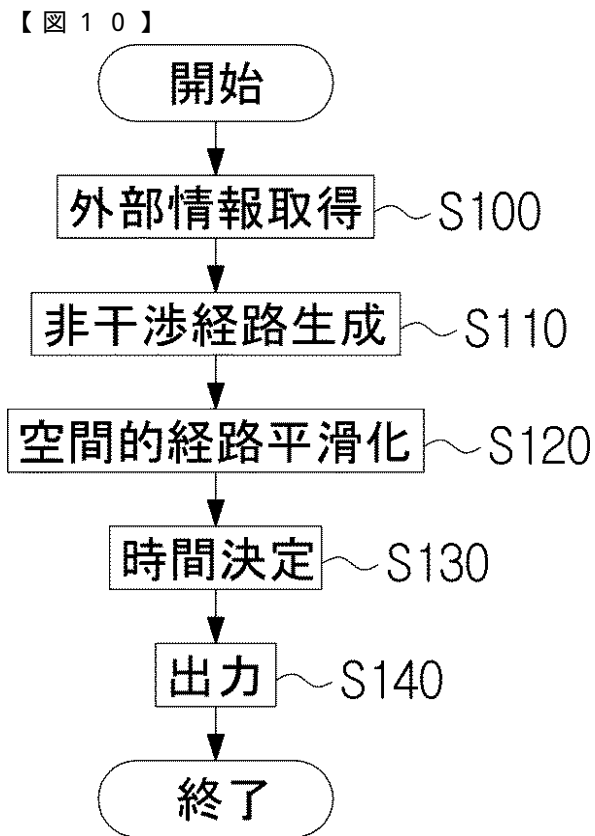 【図１０】
開始
外部情報取得 S100
非干渉経路生成 S110
空間的経路平滑化 S120
時間決定 S130
出力 S140
終了